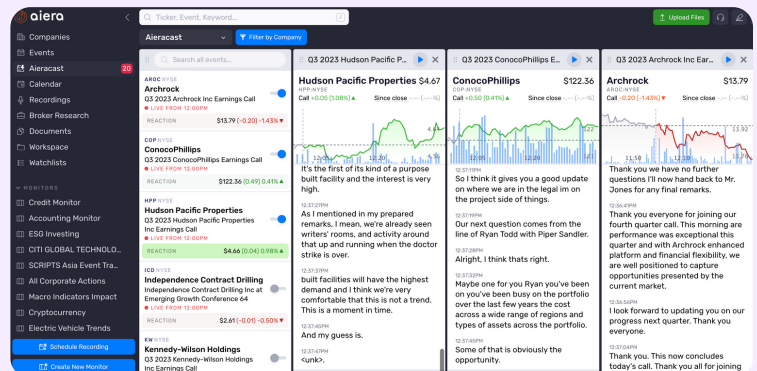 aiera
Companies
Events
Aieracast
20
Calendar
Recordings
Broker Research
Documents
Workspace
Watchlists
MONITORS
Credit Monitor
Accounting Monitor
ESG Investing
CITI GLOBAL TECHNOLO...
SCRIPTS Asia Event Tra...
All Corporate Actions
Macro Indicators Impact
Cryptocurrency
Electric Vehicle Trends
Schedule Recording
Create New Monitor
Ticker, Event, Keyword...
/
Upload Files
Aieracast
Filter by Company
Search all events...
AROC NYSE
Archrock
Q3 2023 Archrock Inc Earnings Call
LIVE FROM 12:00PM
REACTION $13.79 (-0.20) -1.43%
COP NYSE
ConocoPhillips
Q3 2023 ConocoPhillips Earnings Call
LIVE FROM 12:00PM
REACTION $122.36 (0.49) 0.41%
HPP NYSE
Hudson Pacific Properties
Q3 2023 Hudson Pacific Properties
Inc Earnings Call
LIVE FROM 12:00PM
REACTION $4.66 (0.04) 0.98%
ICD NYSE
Independence Contract Drilling
Independence Contract Drilling Inc at
Emerging Growth Conference 64
LIVE FROM 12:00PM
REACTION $2.61 (-0.01) -0.50%
KW NYSE
Kennedy-Wilson Holdings
Q3 2023 Kennedy-Wilson Holdings
Inc Earnings Call
Q3 2023 Hudson Pacific P...
Hudson Pacific Properties $4.67
HPP:NYSE
Call +0.05 (1.08%) Since close -.-- (-.--%)
12:05 12:20
It's the first of its kind of a purpose
built facility and the interest is very
high.
12:37:27PM
As I mentioned in my prepared
remarks, I mean, we're already seen
writers' rooms, and activity around
that up and running when the doctor
strike is over.
12:37:37PM
built facilities will have the highest
demand and I think we're very
comfortable that this is not a trend.
This is a moment in time.
12:37:45PM
And my guess is.
12:37:47PM
<unk>.
Q3 2023 ConocoPhillips E...
ConocoPhillips $122.36
COP:NYSE
Call +0.50 (0.41%) Since close -.-- (-.--%)
122
12:05 12:20
12:37:11PM
So I think it gives you a good update
on where we are in the legal im on
the project side of things.
12:37:19PM
Our next question comes from the
line of Ryan Todd with Piper Sandler.
12:37:28PM
Alright, I think thats right.
12:37:32PM
Maybe one for you Ryan you've been
on you've been busy on the portfolio
over the last few years the cost
across a wide range of regions and
types of assets across the portfolio.
12:37:45PM
Some of that is obviously the
opportunity.
Q3 2023 Archrock Inc Ear...
Archrock $13.79
AROC:NYSE
Call -0.20 (-1.43%) Since close -.-- (-.--%)
13.92
11:50 12:10
Thank you we have no further
questions I'll now hand back to Mr.
Jones for any final remarks.
12:36:41PM
Thank you everyone for joining our
fourth quarter call. This morning are
performance was exceptional this
quarter and with Archrock enhanced
platform and financial flexibility, we
are well positioned to capture
opportunities presented by the
current market.
12:36:56PM
I look forward to updating you on our
progress next quarter. Thank you
everyone.
12:37:04PM
Thank you. This now concludes
today's call. Thank you all for joining